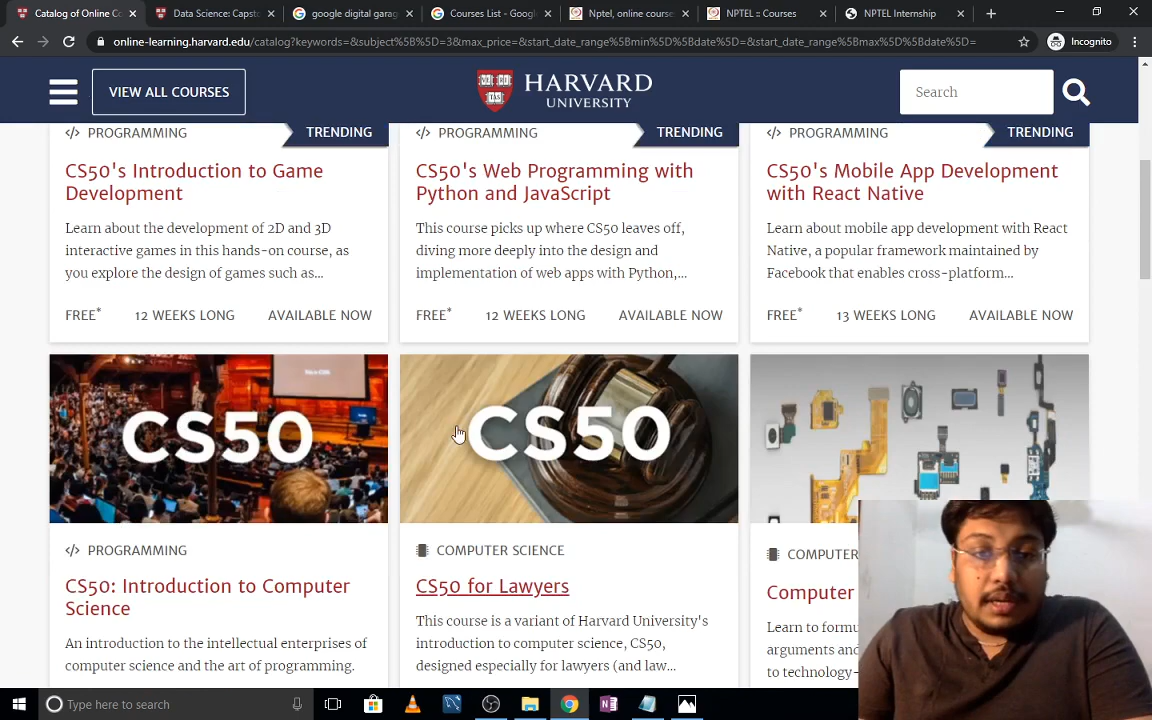 Catalog of Online Co
Data Science: Capst
google digital garag
Courses List - Googl
Nptel, online course
NPTEL :: Courses
NPTEL Internship
online-learning.harvard.edu/catalog?keywords=&subject%5B%5D=3&max_price=&start_date_range%5Bmin%5D%5Bdate%5D=&start_date_range%5Bmax%5D%5Bdate%5D=
Incognito
VIEW ALL COURSES
HARVARD
UNIVERSITY
Search
PROGRAMMING
TRENDING
PROGRAMMING
TRENDING
PROGRAMMING
TRENDING
CS50's Introduction to Game
Development
CS50's Web Programming with
Python and JavaScript
CS50's Mobile App Development
with React Native
Learn about the development of 2D and 3D
interactive games in this hands-on course, as
you explore the design of games such as...
This course picks up where CS50 leaves off,
diving more deeply into the design and
implementation of web apps with Python,...
Learn about mobile app development with React
Native, a popular framework maintained by
Facebook that enables cross-platform...
FREE* 12 WEEKS LONG AVAILABLE NOW
FREE* 12 WEEKS LONG AVAILABLE NOW
FREE* 13 WEEKS LONG AVAILABLE NOW
CS50
CS50
PROGRAMMING
COMPUTER SCIENCE
COMPUTER
CS50: Introduction to Computer
Science
CS50 for Lawyers
Computer
An introduction to the intellectual enterprises of
computer science and the art of programming.
This course is a variant of Harvard University's
introduction to computer science, CS50,
designed especially for lawyers (and law...
Learn to formu
arguments and
to technology-
Type here to search